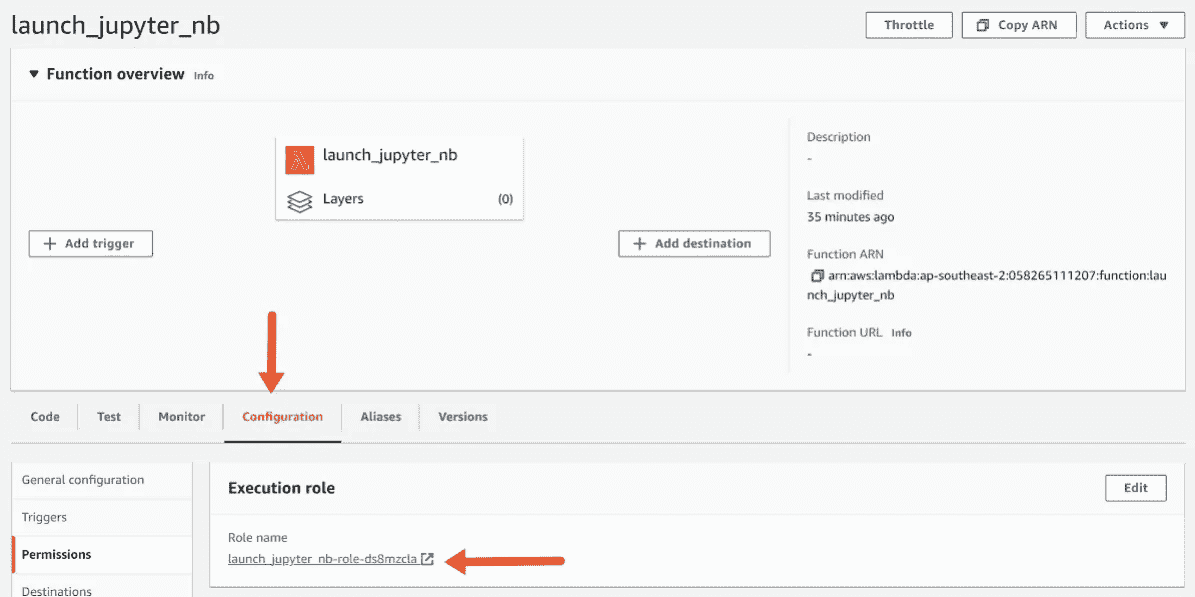 launch_jupyter_nb
Throttle
Copy ARN
Actions
Function overview Info
launch_jupyter_nb
Layers (0)
Add trigger
Add destination
Description
-
Last modified
35 minutes ago
Function ARN
arn:aws:lambda:ap-southeast-2:058265111207:function:lau
nch_jupyter_nb
Function URL Info
-
Code Test Monitor Configuration Aliases Versions
General configuration
Triggers
Permissions
Destinations
Execution role
Edit
Role name
launch_jupyter_nb-role-ds8mzcla